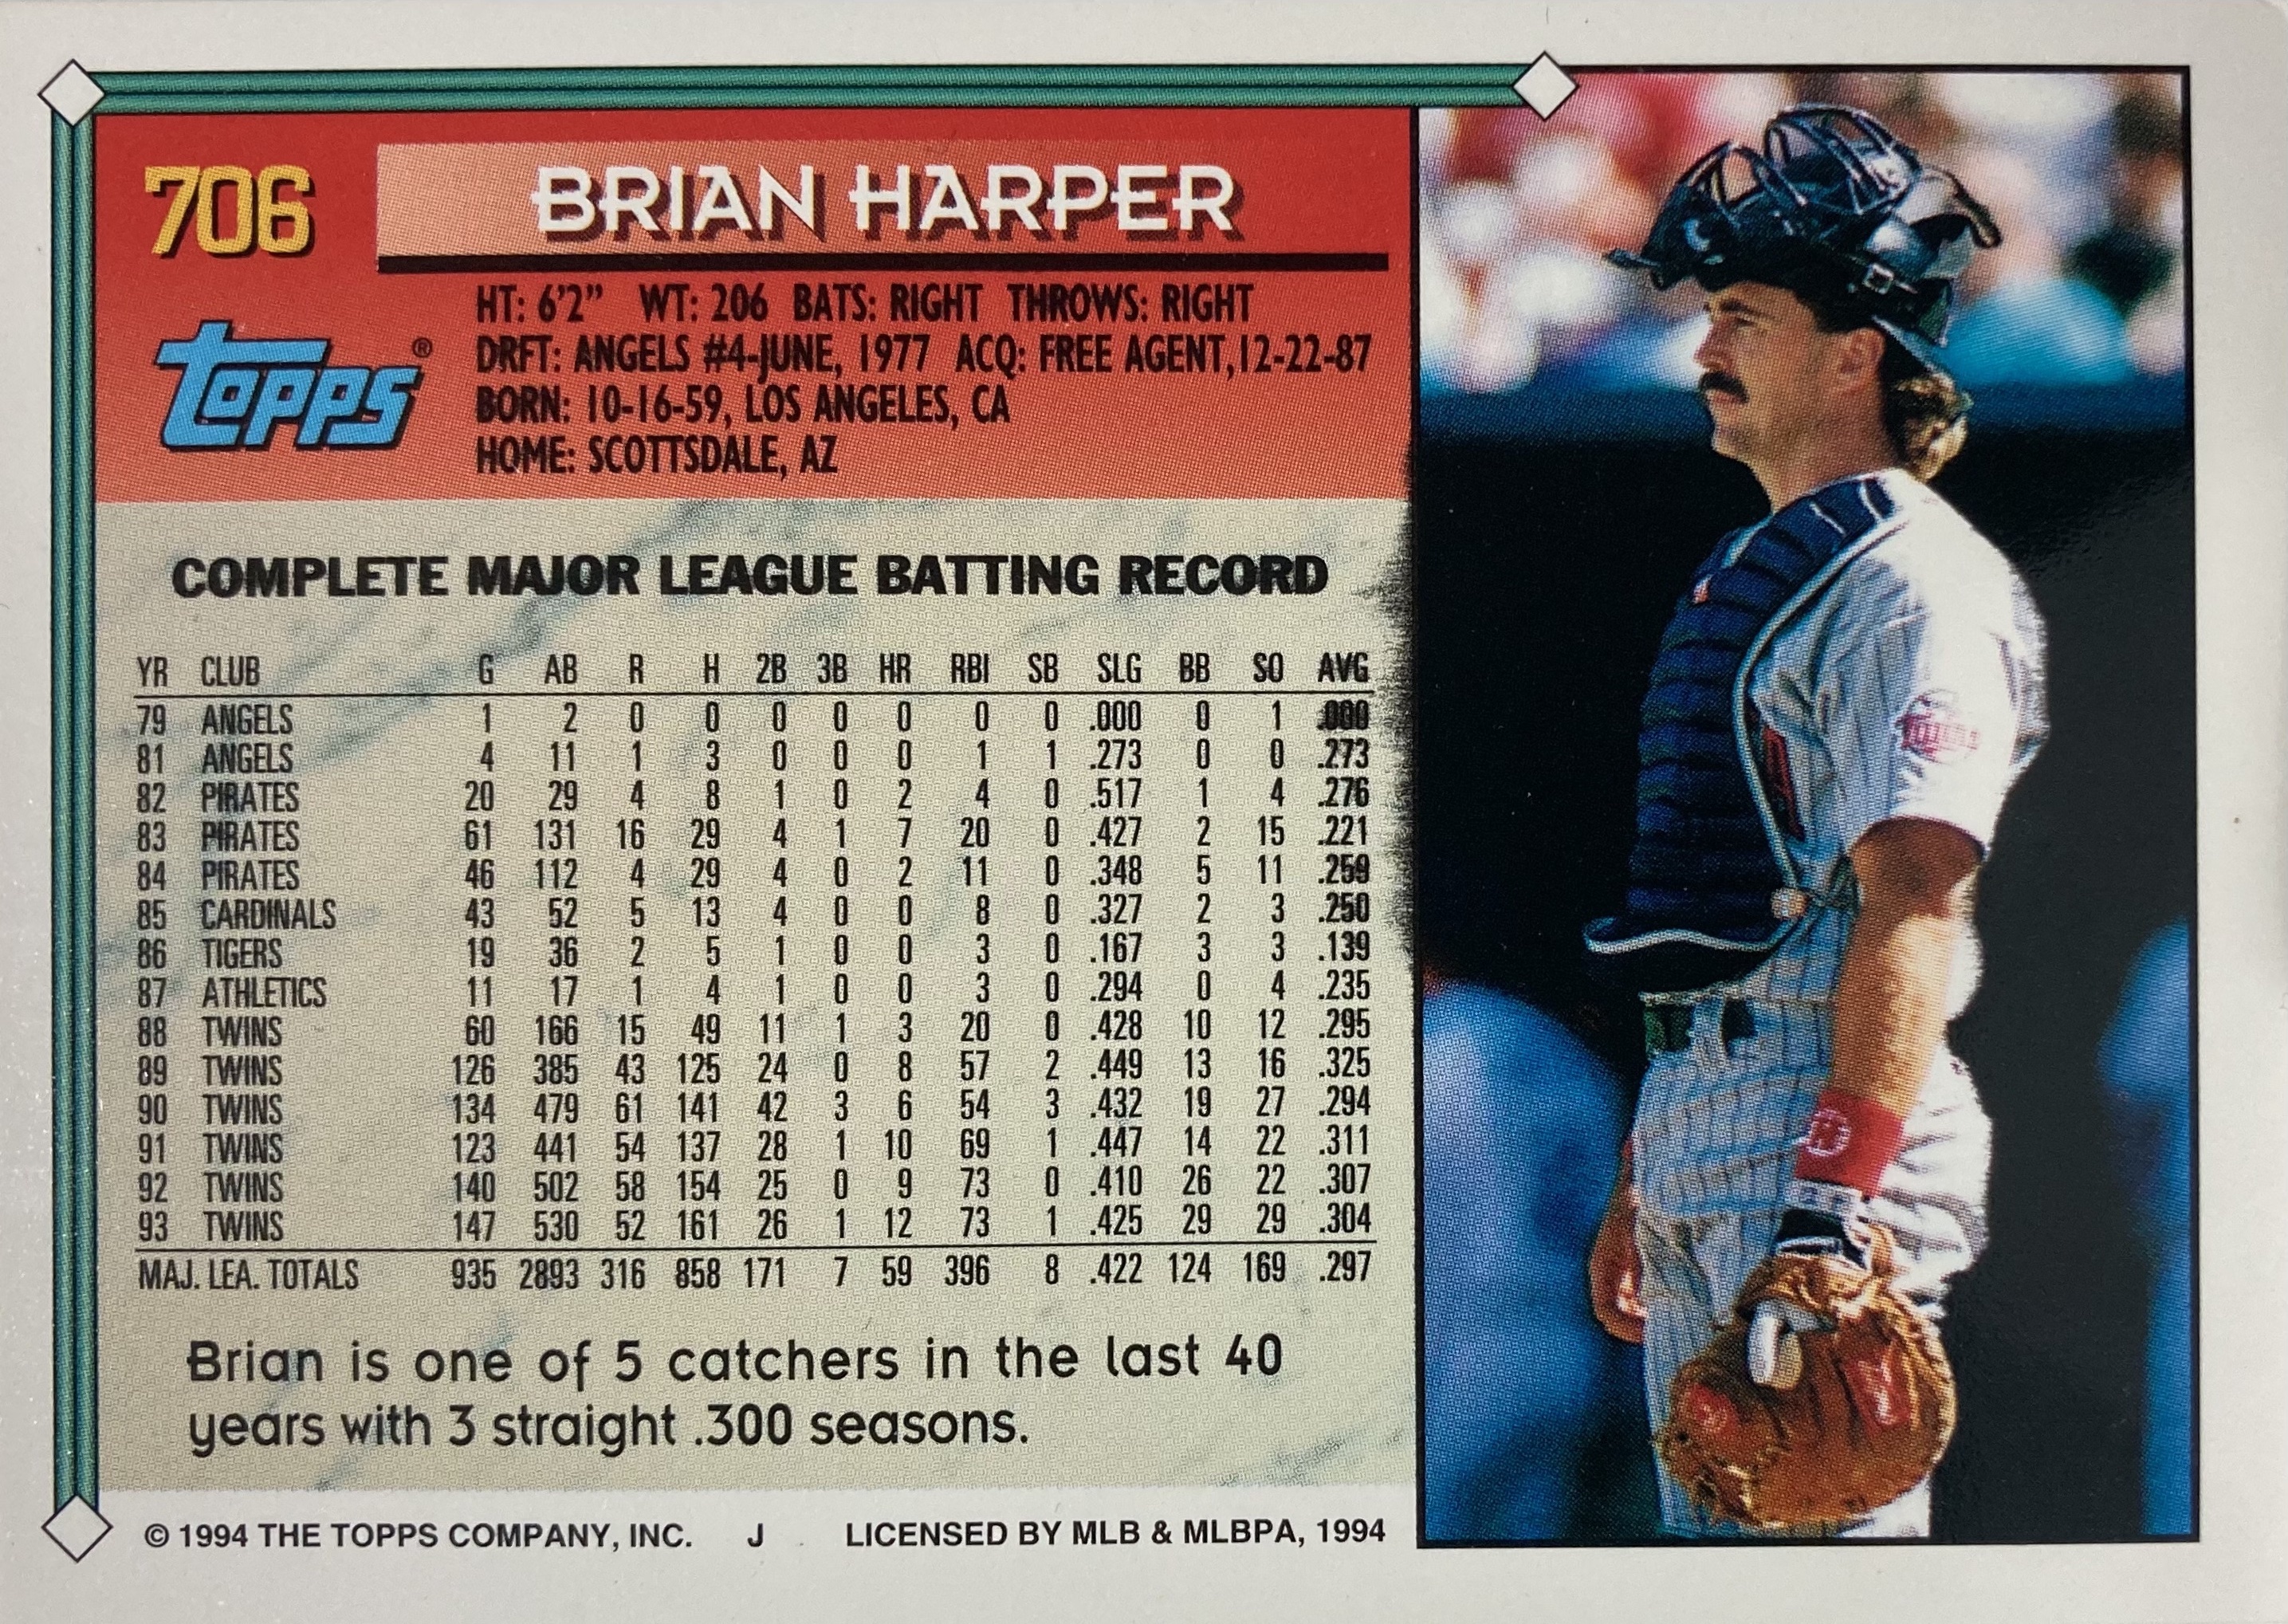 706
BRIAN HARPER
Topps®
HT: 6'2" WT: 206 BATS: RIGHT THROWS: RIGHT
DRFT: ANGELS #4-JUNE, 1977 ACQ: FREE AGENT, 12-22-87
BORN: 10-16-59, LOS ANGELES, CA
HOME: SCOTTSDALE, AZ
COMPLETE MAJOR LEAGUE BATTING RECORD
YR CLUB G AB R H 2B 3B HR RBI SB SLG BB SO AVG
79 ANGELS 1 2 0 0 0 0 0 0 0 .000 0 1 .000
81 ANGELS 4 11 1 3 0 0 0 1 1 .273 0 0 .273
82 PIRATES 20 29 4 8 1 0 2 4 0 .517 1 4 .276
83 PIRATES 61 131 16 29 4 1 7 20 0 .427 2 15 .221
84 PIRATES 46 112 4 29 4 0 2 11 0 .348 5 11 .259
85 CARDINALS 43 52 5 13 4 0 0 8 0 .327 2 3 .250
86 TIGERS 19 36 2 5 1 0 0 3 0 .167 3 3 .139
87 ATHLETICS 11 17 1 4 1 0 0 3 0 .294 0 4 .235
88 TWINS 60 166 15 49 11 1 3 20 0 .428 10 12 .295
89 TWINS 126 385 43 125 24 0 8 57 2 .449 13 16 .325
90 TWINS 134 479 61 141 42 3 6 54 3 .432 19 27 .294
91 TWINS 123 441 54 137 28 1 10 69 1 .447 14 22 .311
92 TWINS 140 502 58 154 25 0 9 73 0 .410 26 22 .307
93 TWINS 147 530 52 161 26 1 12 73 1 .425 29 29 .304
MAJ. LEA. TOTALS 935 2893 316 858 171 7 59 396 8 .422 124 169 .297
Brian is one of 5 catchers in the last 40
years with 3 straight .300 seasons.
© 1994 THE TOPPS COMPANY, INC. J LICENSED BY MLB & MLBPA, 1994